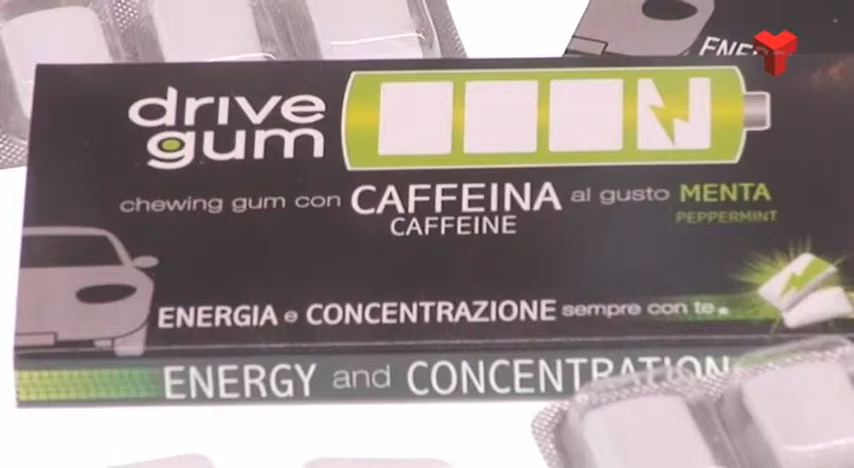 ENER
drive
gum
chewing gum con CAFFEINA al gusto MENTA
CAFFEINE PEPPERMINT
ENERGIA e CONCENTRAZIONE sempre con te.
ENERGY and CONCENTRATION